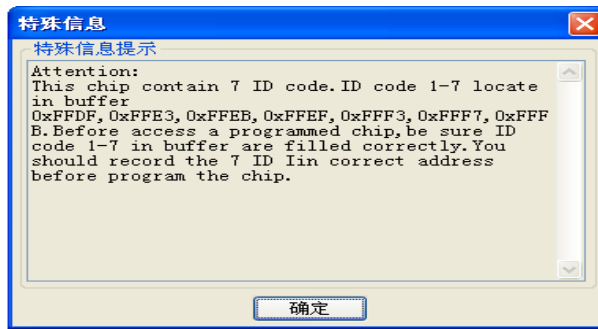 特殊信息
特殊信息提示
Attention:
This chip contain 7 ID code.ID code 1-7 locate
in buffer
0xFFDF,0xFFE3,0xFFEB,0xFFEF,0xFFF3,0xFFF7,0xFFF
B.Before access a programmed chip,be sure ID
code 1-7 in buffer are filled correctly.You
should record the 7 ID Iin correct address
before program the chip.
确定